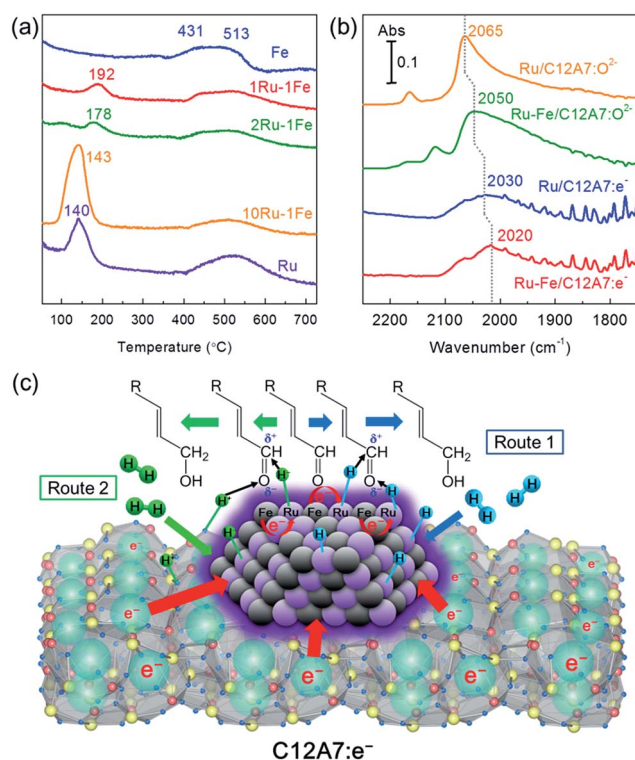 (a)
431 513
Fe
192
1Ru-1Fe
178
2Ru-1Fe
143
10Ru-1Fe
140
Ru
100 200 300 400 500 600 700
Temperature (°C)
(b)
Abs
0.1
2065
Ru/C12A7:O²⁻
2050
Ru-Fe/C12A7:O²⁻
2030
Ru/C12A7:e⁻
2020
Ru-Fe/C12A7:e⁻
2200 2100 2000 1900 1800
Wavenumber (cm⁻¹)
(c)
R R R R R
CH₂ δ⁺ CH CH δ⁺ CH CH₂
OH O δ⁻ O δ⁻ O OH
Route 2
Route 1
H H
H H
H H
H H
H⁺ H H H
Fe Ru Fe Ru Fe Ru
e⁻ e⁻ e⁻
H H H
H⁺
e⁻ e⁻
e⁻ e⁻
e⁻ e⁻ e⁻
C12A7:e⁻